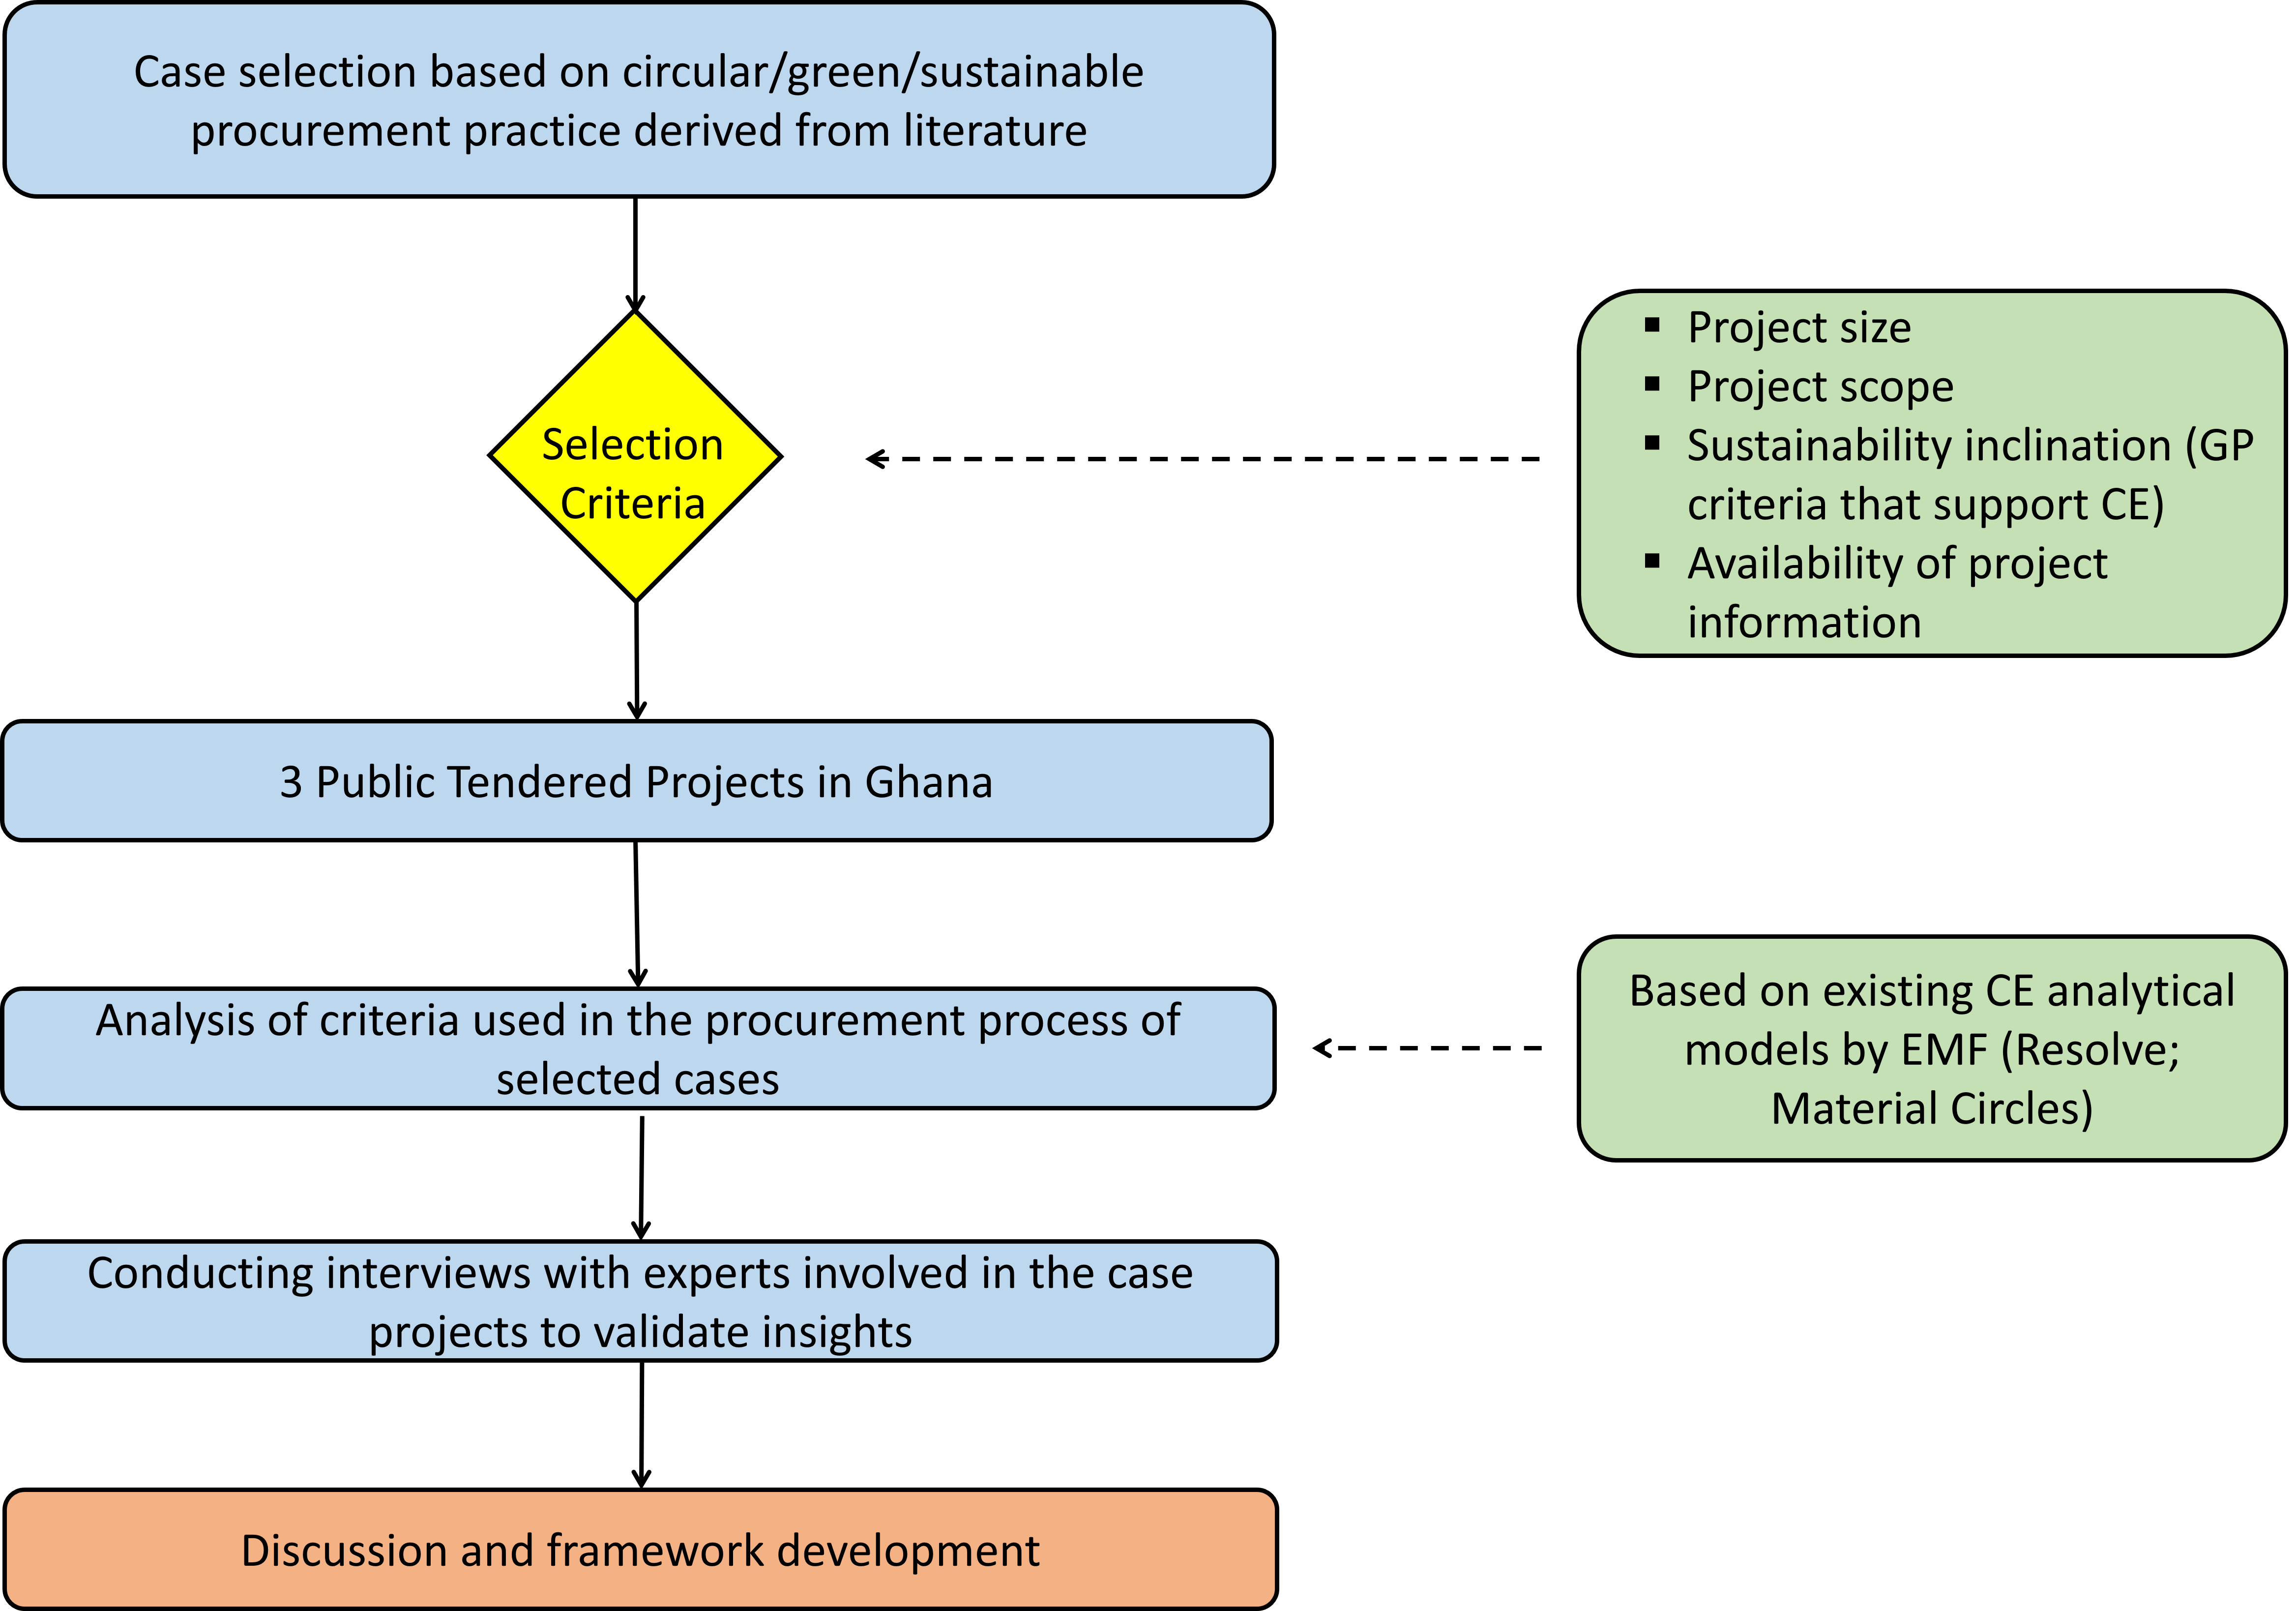 Case selection based on circular/green/sustainable
procurement practice derived from literature
Selection
Criteria
▪ Project size
▪ Project scope
▪ Sustainability inclination (GP
criteria that support CE)
▪ Availability of project
information
3 Public Tendered Projects in Ghana
Analysis of criteria used in the procurement process of
selected cases
Based on existing CE analytical
models by EMF (Resolve;
Material Circles)
Conducting interviews with experts involved in the case
projects to validate insights
Discussion and framework development